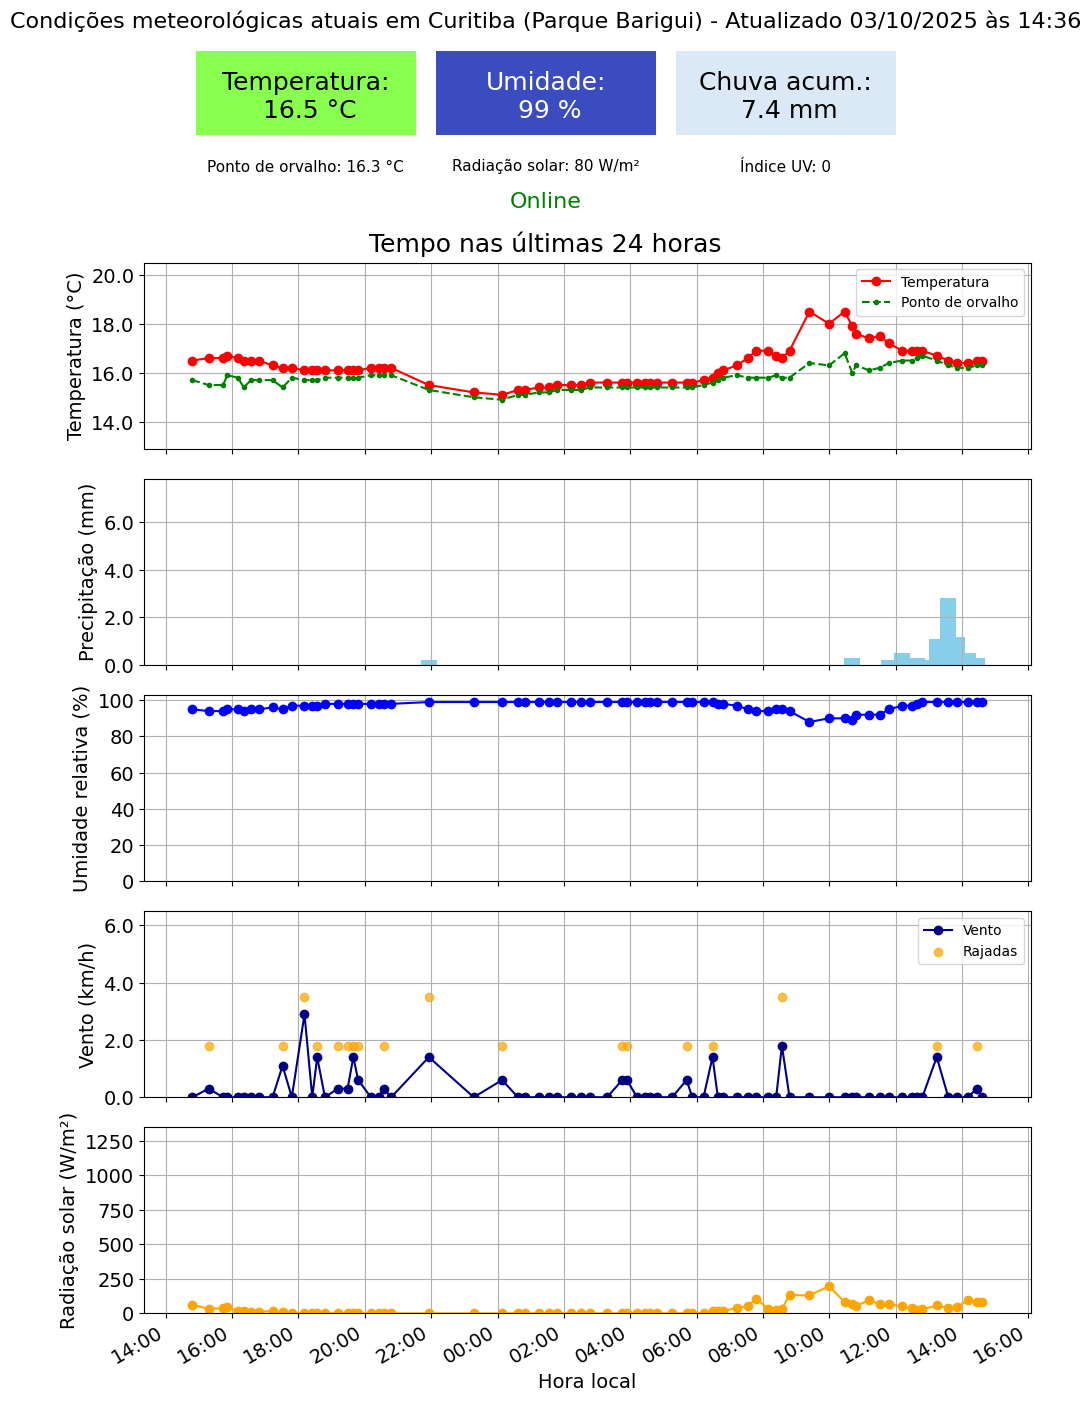 Condições meteorológicas atuais em Curitiba (Parque Barigui) - Atualizado 03/10/2025 às 14:36
Temperatura:
16.5 °C
Umidade:
99 %
Chuva acum.:
7.4 mm
Ponto de orvalho: 16.3 °C
Radiação solar: 80 W/m²
Índice UV: 0
Online
Tempo nas últimas 24 horas
Temperatura (°C)
20.0
18.0
16.0
14.0
Temperatura
Ponto de orvalho
Precipitação (mm)
6.0
4.0
2.0
0.0
Umidade relativa (%)
100
80
60
40
20
0
Vento (km/h)
6.0
4.0
2.0
0.0
Vento
Rajadas
Radiação solar (W/m²)
1250
1000
750
500
250
0
14:00
16:00
18:00
20:00
22:00
00:00
02:00
04:00
06:00
08:00
10:00
12:00
14:00
16:00
Hora local